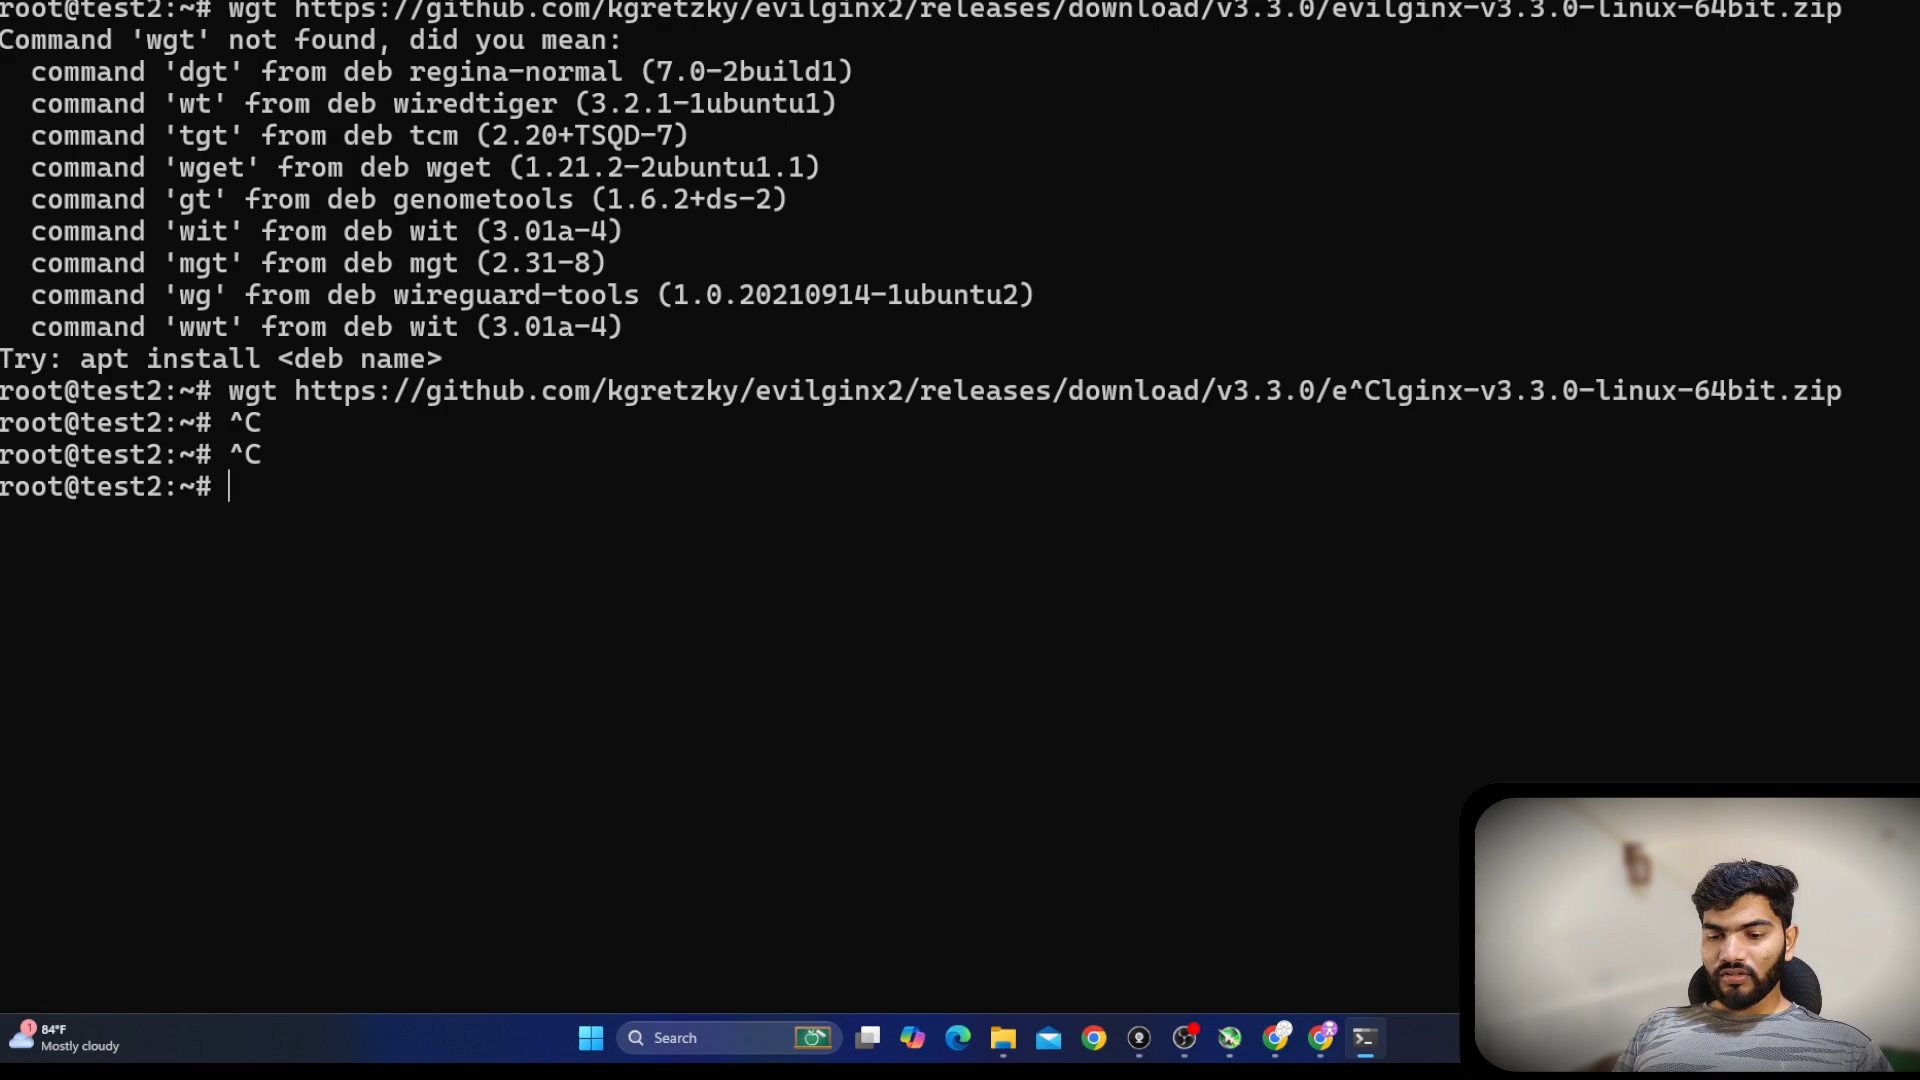 root@test2:~# wgt https://github.com/kgretzky/evilginx2/releases/download/v3.3.0/evilginx-v3.3.0-linux-64bit.zip
Command 'wgt' not found, did you mean:
  command 'dgt' from deb regina-normal (7.0-2build1)
  command 'wt' from deb wiredtiger (3.2.1-1ubuntu1)
  command 'tgt' from deb tcm (2.20+TSQD-7)
  command 'wget' from deb wget (1.21.2-2ubuntu1.1)
  command 'gt' from deb genometools (1.6.2+ds-2)
  command 'wit' from deb wit (3.01a-4)
  command 'mgt' from deb mgt (2.31-8)
  command 'wg' from deb wireguard-tools (1.0.20210914-1ubuntu2)
  command 'wwt' from deb wit (3.01a-4)
Try: apt install <deb name>
root@test2:~# wgt https://github.com/kgretzky/evilginx2/releases/download/v3.3.0/e^Clginx-v3.3.0-linux-64bit.zip
root@test2:~# ^C
root@test2:~# ^C
root@test2:~#
1
84°F
Mostly cloudy
Search